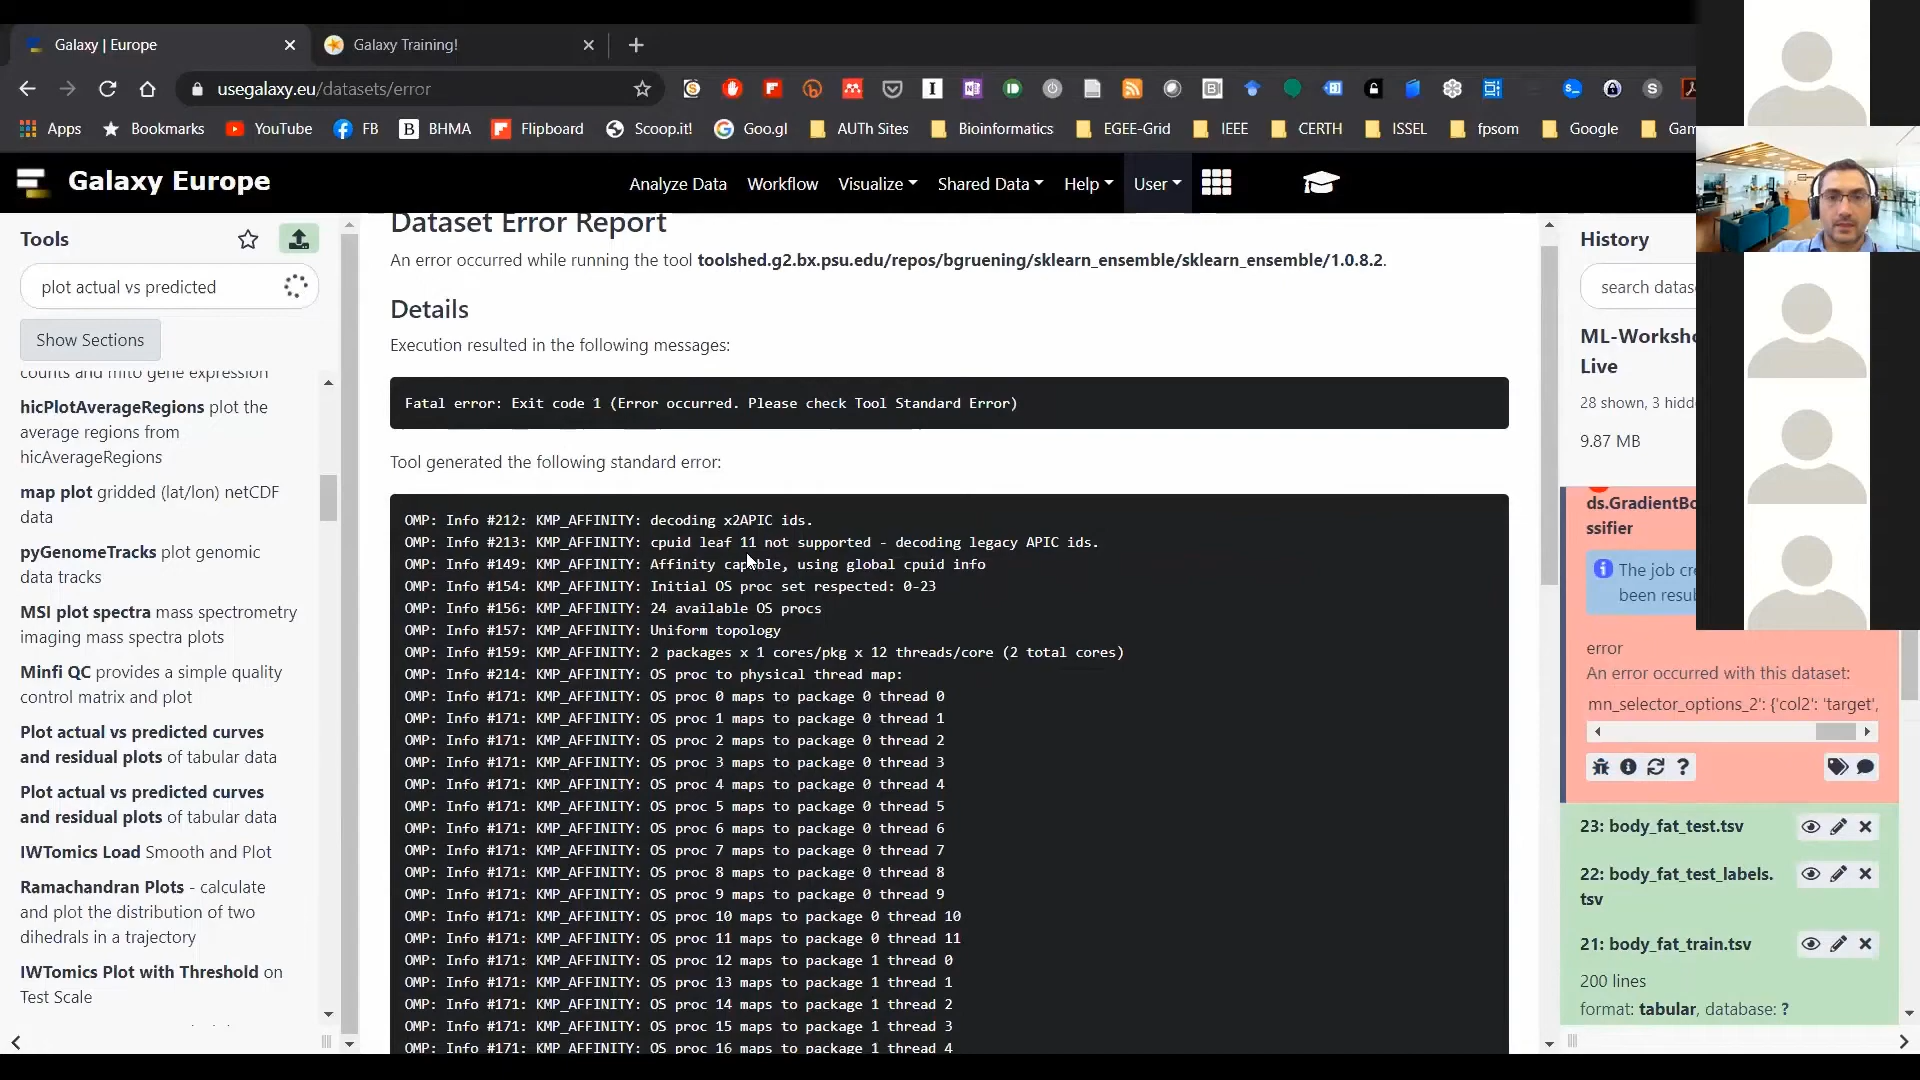 Galaxy | Europe
Galaxy Training!
usegalaxy.eu/datasets/error
Apps
Bookmarks
YouTube
FB
BHMA
Flipboard
Scoop.it!
Goo.gl
AUTh Sites
Bioinformatics
EGEE-Grid
IEEE
CERTH
ISSEL
fpsom
Google
Galaxy Europe
Analyze Data
Workflow
Visualize
Shared Data
Help
User
Tools
plot actual vs predicted
Show Sections
counts and mito gene expression
hicPlotAverageRegions plot the
average regions from
hicAverageRegions
map plot gridded (lat/lon) netCDF
data
pyGenomeTracks plot genomic
data tracks
MSI plot spectra mass spectrometry
imaging mass spectra plots
Minfi QC provides a simple quality
control matrix and plot
Plot actual vs predicted curves
and residual plots of tabular data
Plot actual vs predicted curves
and residual plots of tabular data
IWTomics Load Smooth and Plot
Ramachandran Plots - calculate
and plot the distribution of two
dihedrals in a trajectory
IWTomics Plot with Threshold on
Test Scale
Dataset Error Report
An error occurred while running the tool toolshed.g2.bx.psu.edu/repos/bgruening/sklearn_ensemble/sklearn_ensemble/1.0.8.2.
Details
Execution resulted in the following messages:
Fatal error: Exit code 1 (Error occurred. Please check Tool Standard Error)
Tool generated the following standard error:
OMP: Info #212: KMP_AFFINITY: decoding x2APIC ids.
OMP: Info #213: KMP_AFFINITY: cpuid leaf 11 not supported - decoding legacy APIC ids.
OMP: Info #149: KMP_AFFINITY: Affinity capable, using global cpuid info
OMP: Info #154: KMP_AFFINITY: Initial OS proc set respected: 0-23
OMP: Info #156: KMP_AFFINITY: 24 available OS procs
OMP: Info #157: KMP_AFFINITY: Uniform topology
OMP: Info #159: KMP_AFFINITY: 2 packages x 1 cores/pkg x 12 threads/core (2 total cores)
OMP: Info #214: KMP_AFFINITY: OS proc to physical thread map:
OMP: Info #171: KMP_AFFINITY: OS proc 0 maps to package 0 thread 0
OMP: Info #171: KMP_AFFINITY: OS proc 1 maps to package 0 thread 1
OMP: Info #171: KMP_AFFINITY: OS proc 2 maps to package 0 thread 2
OMP: Info #171: KMP_AFFINITY: OS proc 3 maps to package 0 thread 3
OMP: Info #171: KMP_AFFINITY: OS proc 4 maps to package 0 thread 4
OMP: Info #171: KMP_AFFINITY: OS proc 5 maps to package 0 thread 5
OMP: Info #171: KMP_AFFINITY: OS proc 6 maps to package 0 thread 6
OMP: Info #171: KMP_AFFINITY: OS proc 7 maps to package 0 thread 7
OMP: Info #171: KMP_AFFINITY: OS proc 8 maps to package 0 thread 8
OMP: Info #171: KMP_AFFINITY: OS proc 9 maps to package 0 thread 9
OMP: Info #171: KMP_AFFINITY: OS proc 10 maps to package 0 thread 10
OMP: Info #171: KMP_AFFINITY: OS proc 11 maps to package 0 thread 11
OMP: Info #171: KMP_AFFINITY: OS proc 12 maps to package 1 thread 0
OMP: Info #171: KMP_AFFINITY: OS proc 13 maps to package 1 thread 1
OMP: Info #171: KMP_AFFINITY: OS proc 14 maps to package 1 thread 2
OMP: Info #171: KMP_AFFINITY: OS proc 15 maps to package 1 thread 3
OMP: Info #171: KMP_AFFINITY: OS proc 16 maps to package 1 thread 4
History
search datas
ML-Worksho
Live
28 shown, 3 hidd
9.87 MB
ds.GradientBo
ssifier
The job cre
been resub
error
An error occurred with this dataset:
mn_selector_options_2': {'col2': 'target',
23: body_fat_test.tsv
22: body_fat_test_labels.
tsv
21: body_fat_train.tsv
200 lines
format: tabular, database: ?